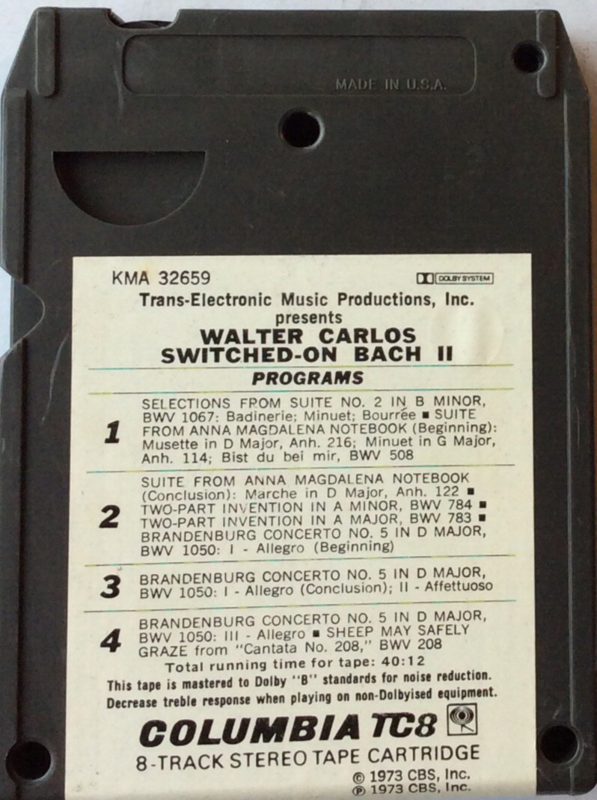 MADE IN U.S.A.
KMA 32659
DOLBY SYSTEM
Trans-Electronic Music Productions, Inc.
presents
WALTER CARLOS
SWITCHED-ON BACH II
PROGRAMS
1
SELECTIONS FROM SUITE NO. 2 IN B MINOR,
BWV 1067: Badinerie; Minuet; Bourrée ■ SUITE
FROM ANNA MAGDALENA NOTEBOOK (Beginning):
Musette in D Major, Anh. 216; Minuet in G Major,
Anh. 114; Bist du bei mir, BWV 508
2
SUITE FROM ANNA MAGDALENA NOTEBOOK
(Conclusion): Marche in D Major, Anh. 122 ■
TWO-PART INVENTION IN A MINOR, BWV 784 ■
TWO-PART INVENTION IN A MAJOR, BWV 783 ■
BRANDENBURG CONCERTO NO. 5 IN D MAJOR,
BWV 1050: I - Allegro (Beginning)
3
BRANDENBURG CONCERTO NO. 5 IN D MAJOR,
BWV 1050: I - Allegro (Conclusion); II - Affettuoso
4
BRANDENBURG CONCERTO NO. 5 IN D MAJOR,
BWV 1050: III - Allegro ■ SHEEP MAY SAFELY
GRAZE from "Cantata No. 208," BWV 208
Total running time for tape: 40:12
This tape is mastered to Dolby "B" standards for noise reduction.
Decrease treble response when playing on non-Dolbyised equipment.
COLUMBIA TC8
8-TRACK STEREO TAPE CARTRIDGE
© 1973 CBS, Inc.
℗ 1973 CBS, Inc.